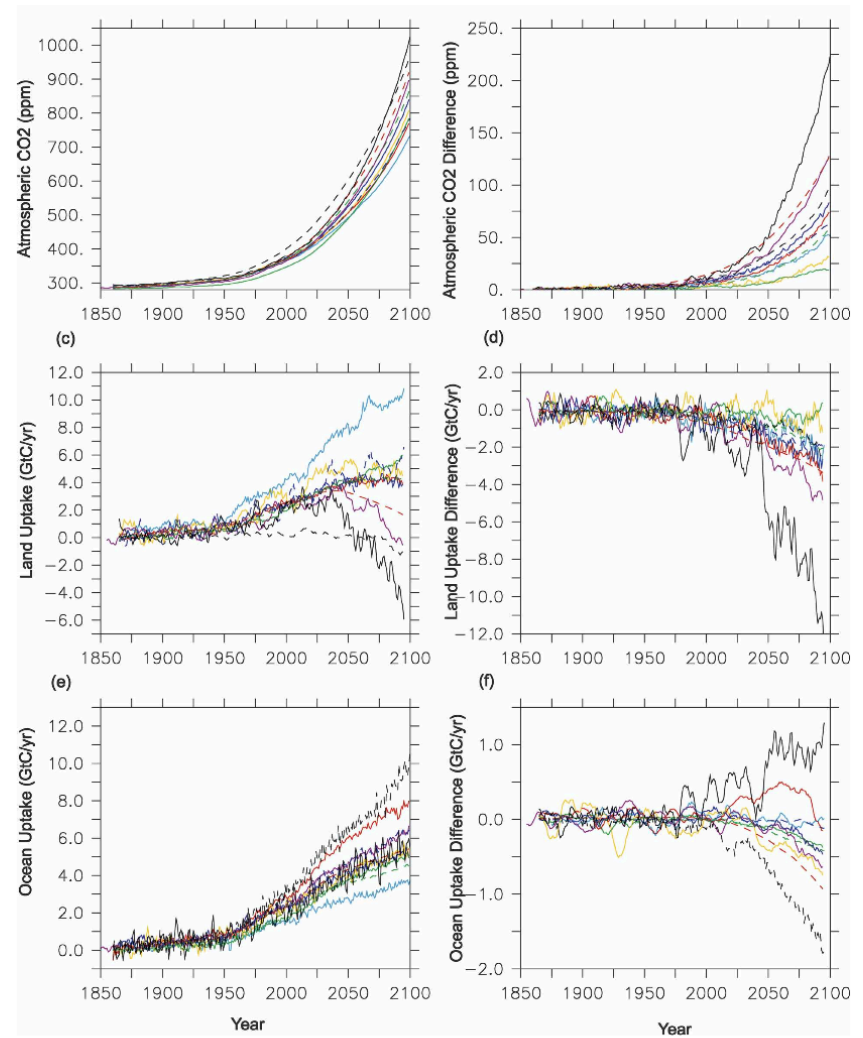 1000.
900.
800.
700.
600.
500.
400.
300.
Atmospheric CO2 (ppm)
1850 1900 1950 2000 2050 2100
250.
200.
150.
100.
50.
0.
Atmospheric CO2 Difference (ppm)
1850 1900 1950 2000 2050 2100
(c)
(d)
12.0
10.0
8.0
6.0
4.0
2.0
0.0
−2.0
−4.0
−6.0
Land Uptake (GtC/yr)
1850 1900 1950 2000 2050 2100
2.0
0.0
−2.0
−4.0
−6.0
−8.0
−10.0
−12.0
Land Uptake Difference (GtC/yr)
1850 1900 1950 2000 2050 2100
(e)
(f)
12.0
10.0
8.0
6.0
4.0
2.0
0.0
Ocean Uptake (GtC/yr)
1850 1900 1950 2000 2050 2100
Year
1.0
0.0
−1.0
−2.0
Ocean Uptake Difference (GtC/yr)
1850 1900 1950 2000 2050 2100
Year